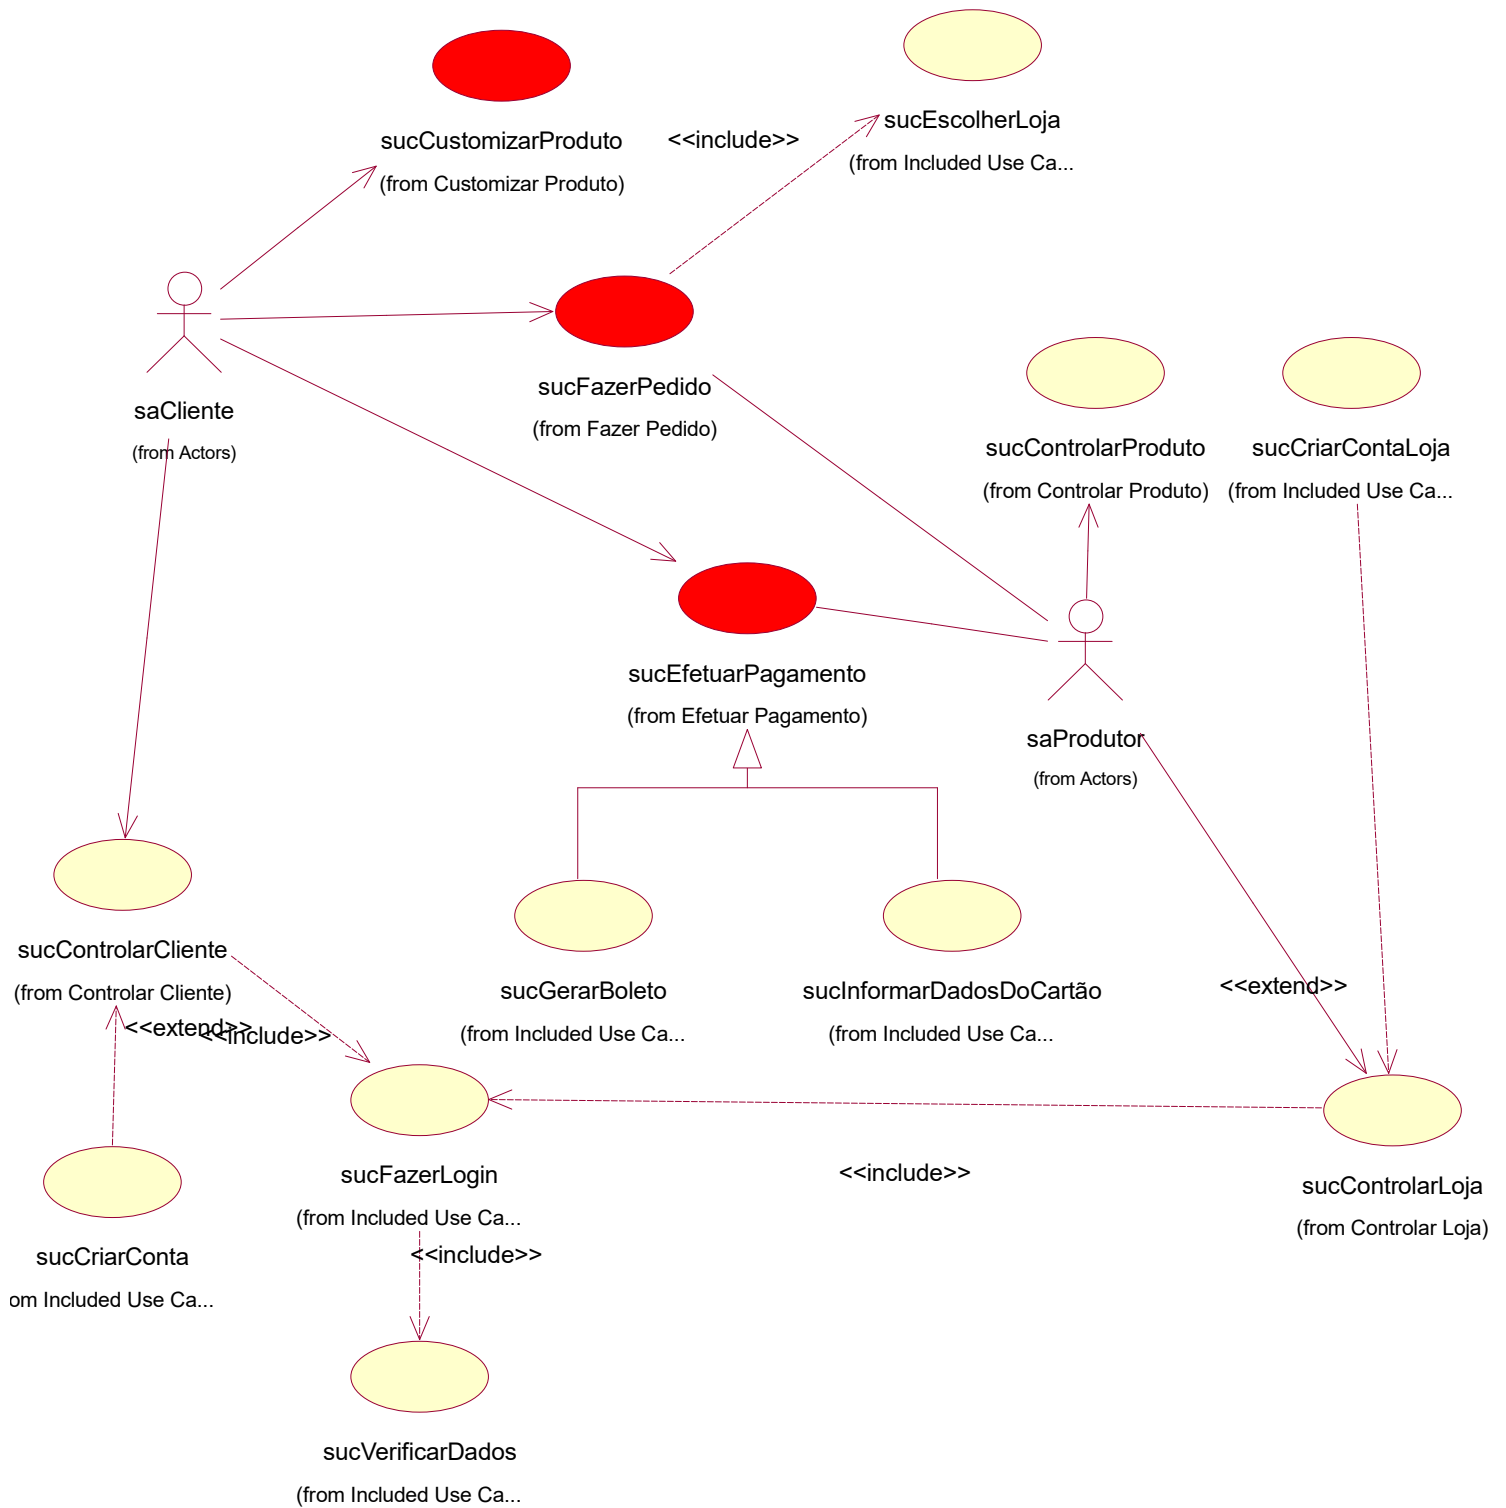 sucCustomizarProduto
(from Customizar Produto)
<<include>>
sucEscolherLoja
(from Included Use Ca...
saCliente
(from Actors)
sucFazerPedido
(from Fazer Pedido)
sucControlarProduto
(from Controlar Produto)
sucCriarContaLoja
(from Included Use Ca...
sucEfetuarPagamento
(from Efetuar Pagamento)
saProdutor
(from Actors)
sucControlarCliente
(from Controlar Cliente)
<<extend>>
<<include>>
sucGerarBoleto
(from Included Use Ca...
sucInformarDadosDoCartão
(from Included Use Ca...
<<extend>>
sucFazerLogin
(from Included Use Ca...
<<include>>
<<include>>
sucControlarLoja
(from Controlar Loja)
sucCriarConta
om Included Use Ca...
sucVerificarDados
(from Included Use Ca...